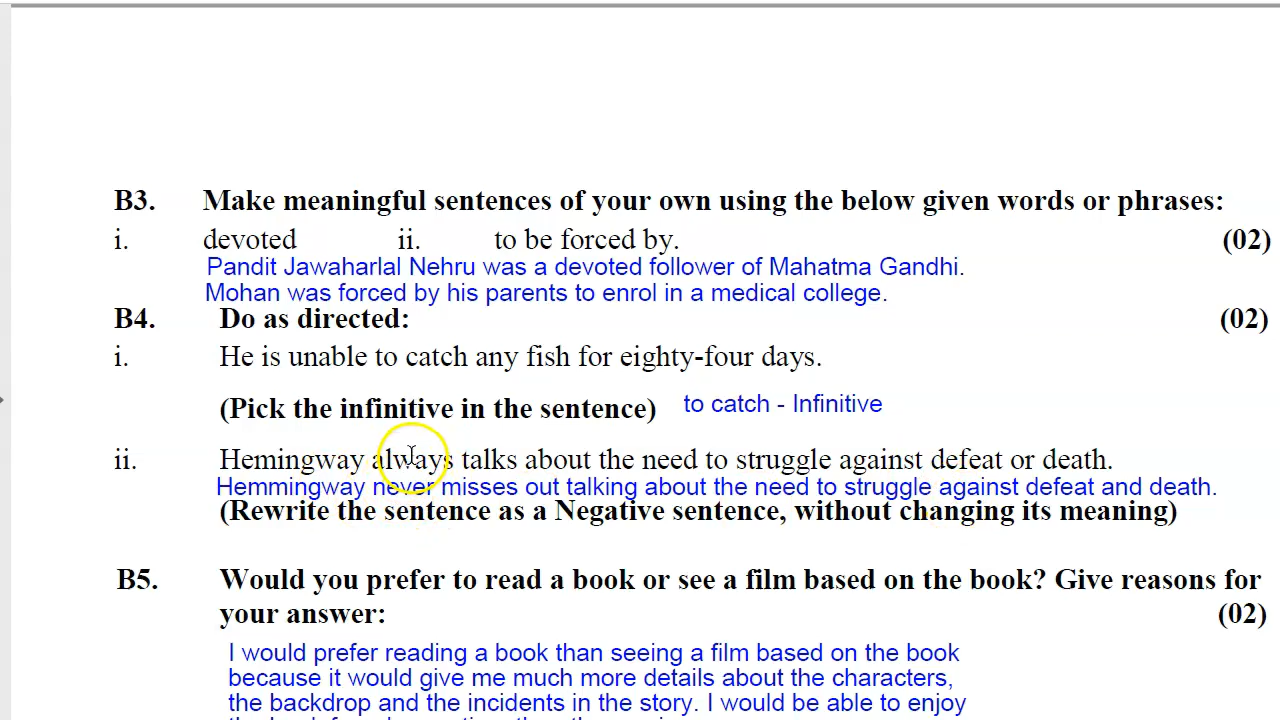 B3. Make meaningful sentences of your own using the below given words or phrases:
i. devoted ii. to be forced by. (02)
Pandit Jawaharlal Nehru was a devoted follower of Mahatma Gandhi.
Mohan was forced by his parents to enrol in a medical college.
B4. Do as directed: (02)
i. He is unable to catch any fish for eighty-four days.
(Pick the infinitive in the sentence) to catch - Infinitive
ii. Hemingway always talks about the need to struggle against defeat or death.
Hemmingway never misses out talking about the need to struggle against defeat and death.
(Rewrite the sentence as a Negative sentence, without changing its meaning)
B5. Would you prefer to read a book or see a film based on the book? Give reasons for
your answer: (02)
I would prefer reading a book than seeing a film based on the book
because it would give me much more details about the characters,
the backdrop and the incidents in the story. I would be able to enjoy